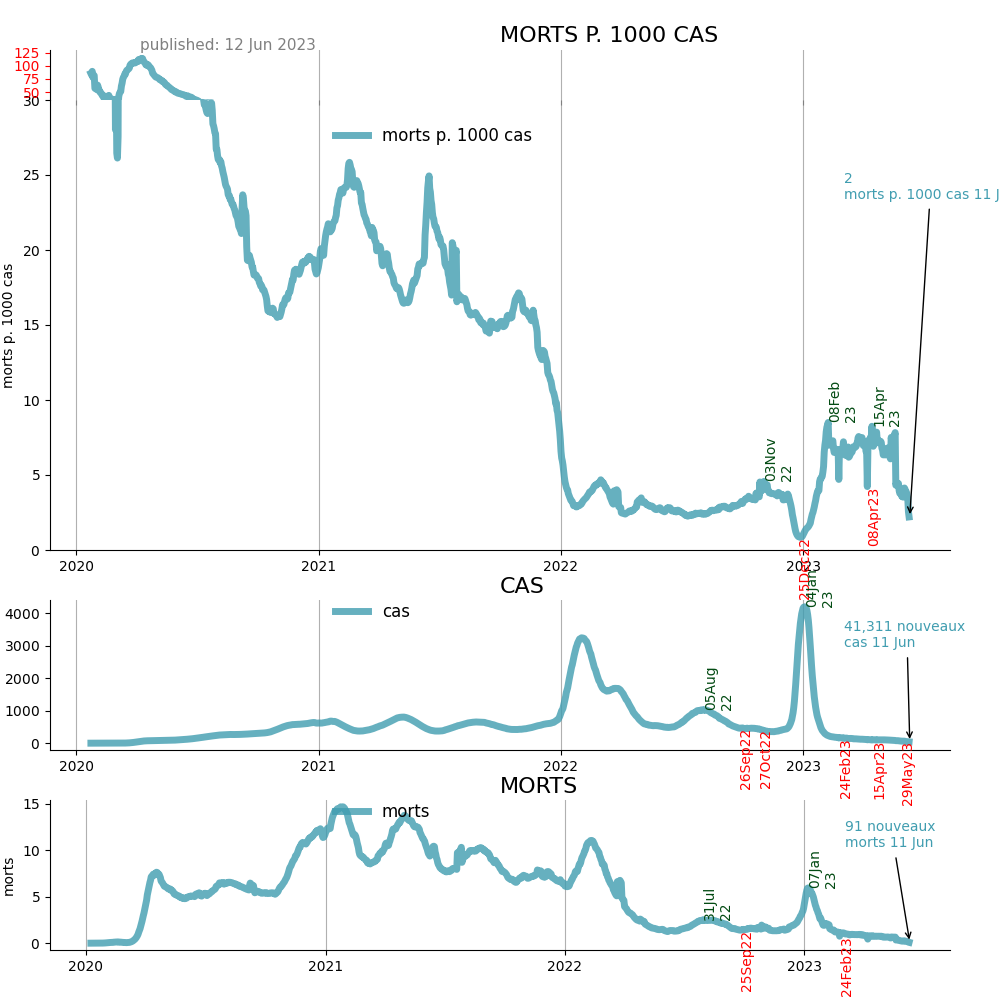 MORTS P. 1000 CAS
published: 12 Jun 2023
125
100
75
50
30
25
20
15
10
5
0
morts p. 1000 cas
morts p. 1000 cas
2
morts p. 1000 cas 11 J
03Nov
22
08Feb
23
15Apr
23
25Dec22
08Apr23
2020
2021
2022
2023
CAS
4000
3000
2000
1000
0
cas
05Aug
22
04Jan
23
41,311 nouveaux
cas 11 Jun
26Sep22
27Oct22
24Feb23
15Apr23
29May23
2020
2021
2022
2023
MORTS
15
10
5
0
morts
morts
31Jul
22
07Jan
23
91 nouveaux
morts 11 Jun
25Sep22
24Feb23
2020
2021
2022
2023